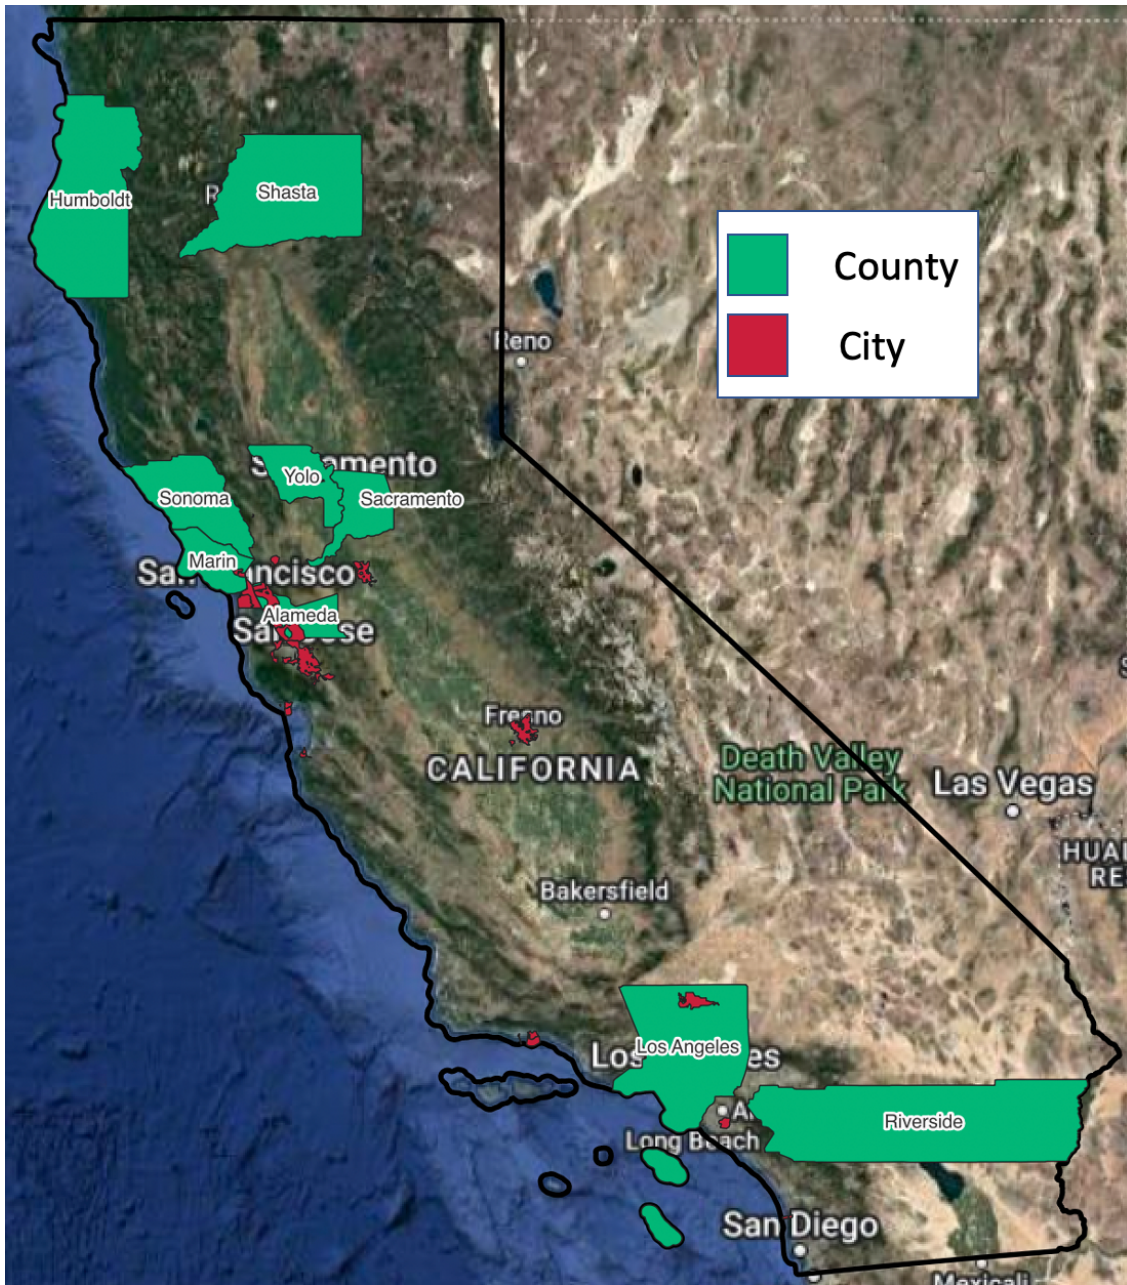 Humboldt
Shasta
County
City
Reno
Yolo
Sonoma
Sacramento
Marin
Alameda
Fresno
CALIFORNIA
Death Valley
National Park
Las Vegas
Bakersfield
Los Angeles
Riverside
Long Beach
San Diego
Mexicali